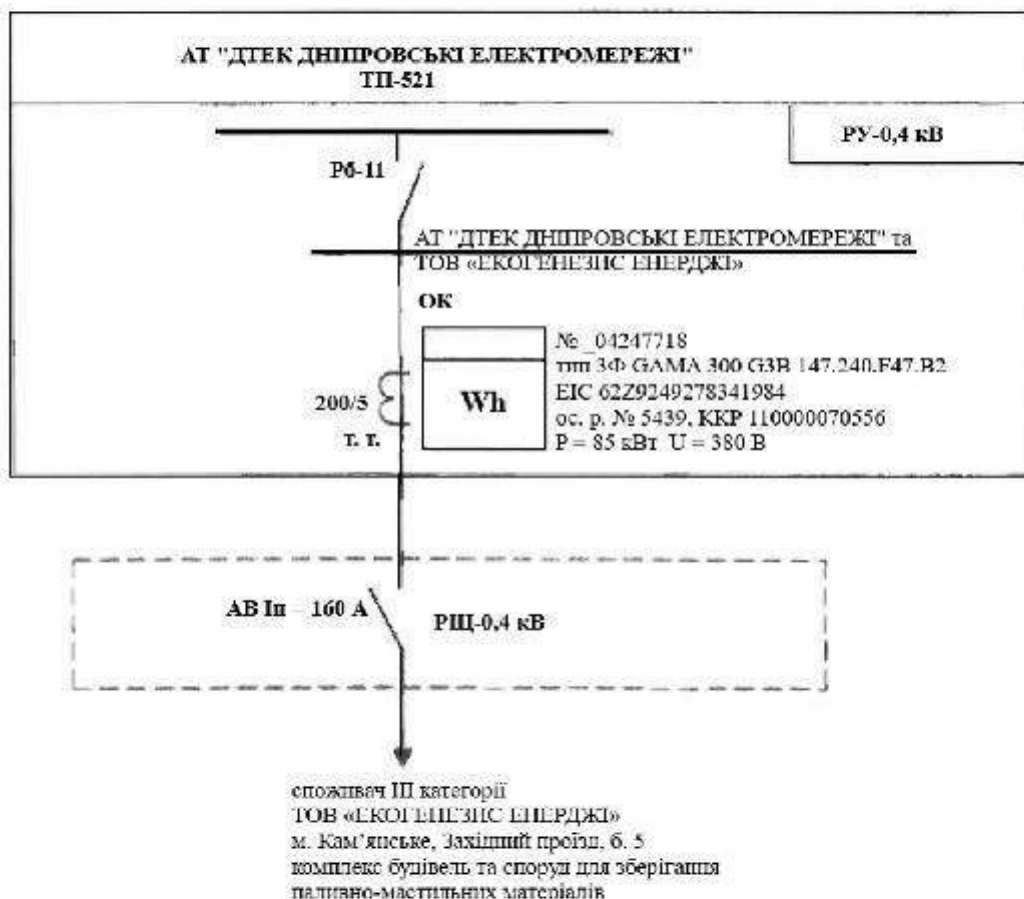 АТ "ДТЕК ДНІПРОВСЬКІ ЕЛЕКТРОМЕРЕЖІ"
ТП-521
РУ-0,4 кВ
Рб-11
АТ "ДТЕК ДНІПРОВСЬКІ ЕЛЕКТРОМЕРЕЖІ" та
ТОВ «ЕКОГЕНЕЗИС ЕНЕРДЖІ»
ОК
№ _04247718
тип 3Ф GAMA 300 G3B 147.240.F47.B2
200/5
Wh
EIC 62Z9249278341984
ос. р. № 5439, ККР 110000070556
т. т.
P = 85 кВт U = 380 В
АВ Iп – 160 А
РЩ-0,4 кВ
споживач III категорії
ТОВ «ЕКОГЕНЕЗИС ЕНЕРДЖІ»
м. Кам’янське, Західний проїзд, б. 5
комплекс будівель та споруд для зберігання
паливно-мастильних матеріалів